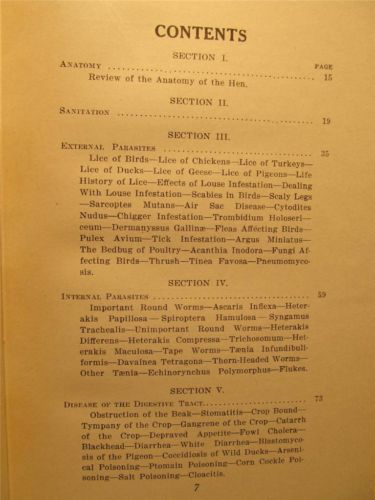 CONTENTS
SECTION I.
PAGE
ANATOMY 15
Review of the Anatomy of the Hen.
SECTION II.
SANITATION 19
SECTION III.
EXTERNAL PARASITES 35
Lice of Birds—Lice of Chickens—Lice of Turkeys—
Lice of Ducks—Lice of Geese—Lice of Pigeons—Life
History of Lice—Effects of Louse Infestation—Dealing
With Louse Infestation—Scabies in Birds—Scaly Legs
—Sarcoptes Mutans—Air Sac Disease—Cytodites
Nudus—Chigger Infestation—Trombidium Holoseri-
ceum—Dermanyssus Gallinæ—Fleas Affecting Birds—
Pulex Avium—Tick Infestation—Argus Miniatus—
The Bedbug of Poultry—Acanthia Inodora—Fungi Af-
fecting Birds—Thrush—Tinea Favosa—Pneumomyco-
sis.
SECTION IV.
INTERNAL PARASITES 59
Important Round Worms—Ascaris Inflexa—Heter-
akis Papillosa—Spiroptera Hamulosa—Syngamus
Trachealis—Unimportant Round Worms—Heterakis
Differens—Heterakis Compressa—Trichosomum—Het-
erakis Maculosa—Tape Worms—Tænia Infundibuli-
formis—Davainea Tetragona—Thorn-Headed Worms—
Other Tænia—Echinorynchus Polymorphus—Flukes.
SECTION V.
DISEASE OF THE DIGESTIVE TRACT 73
Obstruction of the Beak—Stomatitis—Crop Bound—
Tympany of the Crop—Gangrene of the Crop—Catarrh
of the Crop—Depraved Appetite—Fowl Cholera—
Blackhead—Diarrhea—White Diarrhea—Blastomyco-
sis of the Pigeon—Coccidiosis of Wild Ducks—Arsen-
ical Poisoning—Ptomain Poisoning—Corn Cockle Poi-
soning—Salt Poisoning—Cloacitis.
7